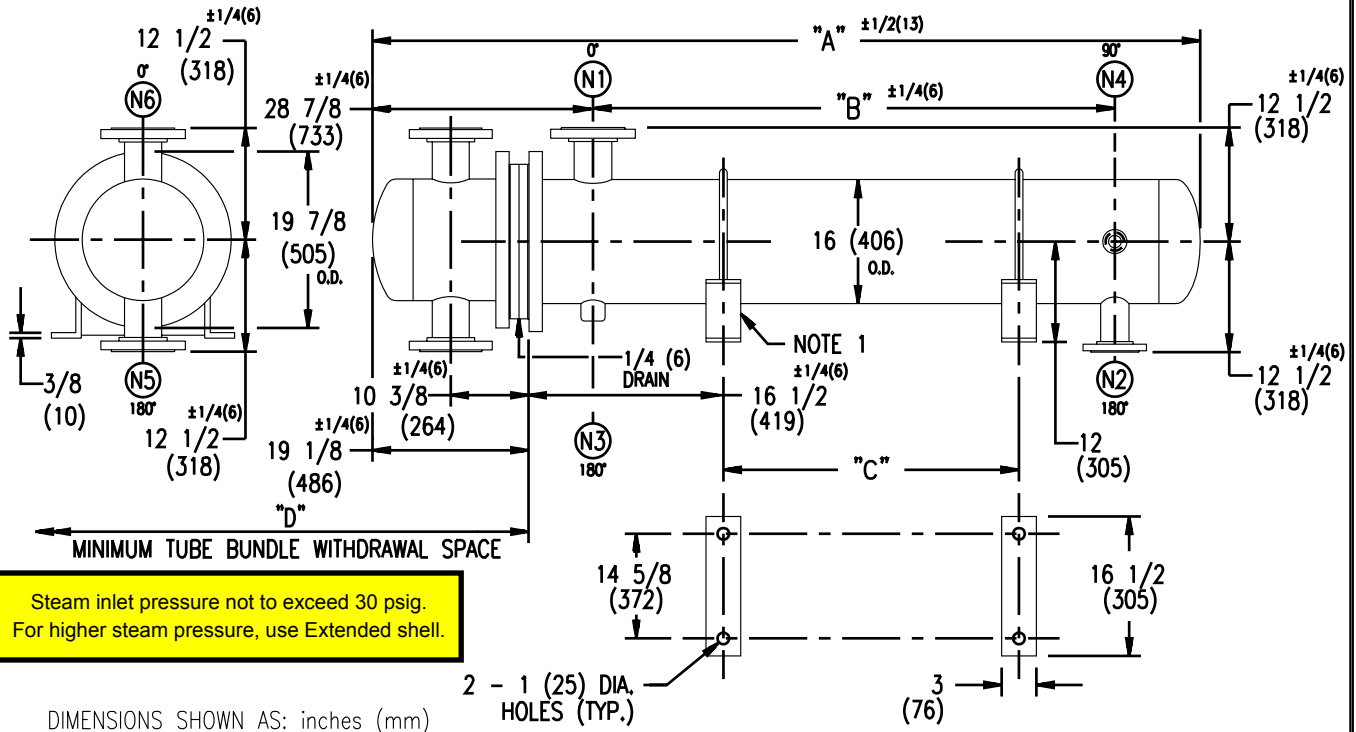 ±1/4(6)
12 1/2
(318)
0°
N6
±1/4(6)
28 7/8
(733)
"A" ±1/2(13)
0°
N1
"B" ±1/4(6)
90°
N4
±1/4(6)
12 1/2
(318)
19 7/8
(505)
O.D.
16 (406)
O.D.
3/8
(10)
N5
180°
±1/4(6)
12 1/2
(318)
±1/4(6)
10 3/8
(264)
±1/4(6)
19 1/8
(486)
1/4 (6)
DRAIN
N3
180°
NOTE 1
±1/4(6)
16 1/2
(419)
"C"
12
(305)
N2
180°
±1/4(6)
12 1/2
(318)
"D"
MINIMUM TUBE BUNDLE WITHDRAWAL SPACE
Steam inlet pressure not to exceed 30 psig.
For higher steam pressure, use Extended shell.
14 5/8
(372)
16 1/2
(305)
2 - 1 (25) DIA.
HOLES (TYP.)
3
(76)
DIMENSIONS SHOWN AS: inches (mm)